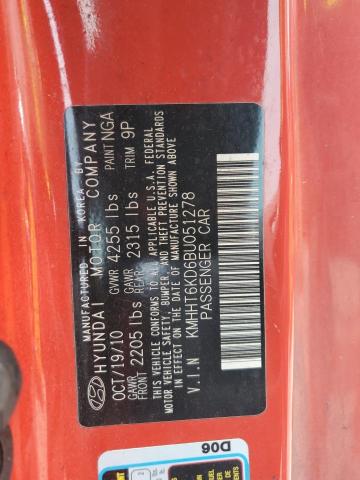 MANUFACTURED IN KOREA BY
HYUNDAI MOTOR COMPANY
OCT/19/10 GVWR 4255 lbs PAINT NGA
GAWR FRONT 2205 lbs GAWR REAR 2315 lbs TRIM 9P
THIS VEHICLE CONFORMS TO ALL APPLICABLE U.S.A. FEDERAL
MOTOR VEHICLE SAFETY, BUMPER, AND THEFT PREVENTION STANDARDS
IN EFFECT ON THE DATE OF MANUFACTURE SHOWN ABOVE
V.I.N KMHHT6KD6BU051278
PASSENGER CAR
D06